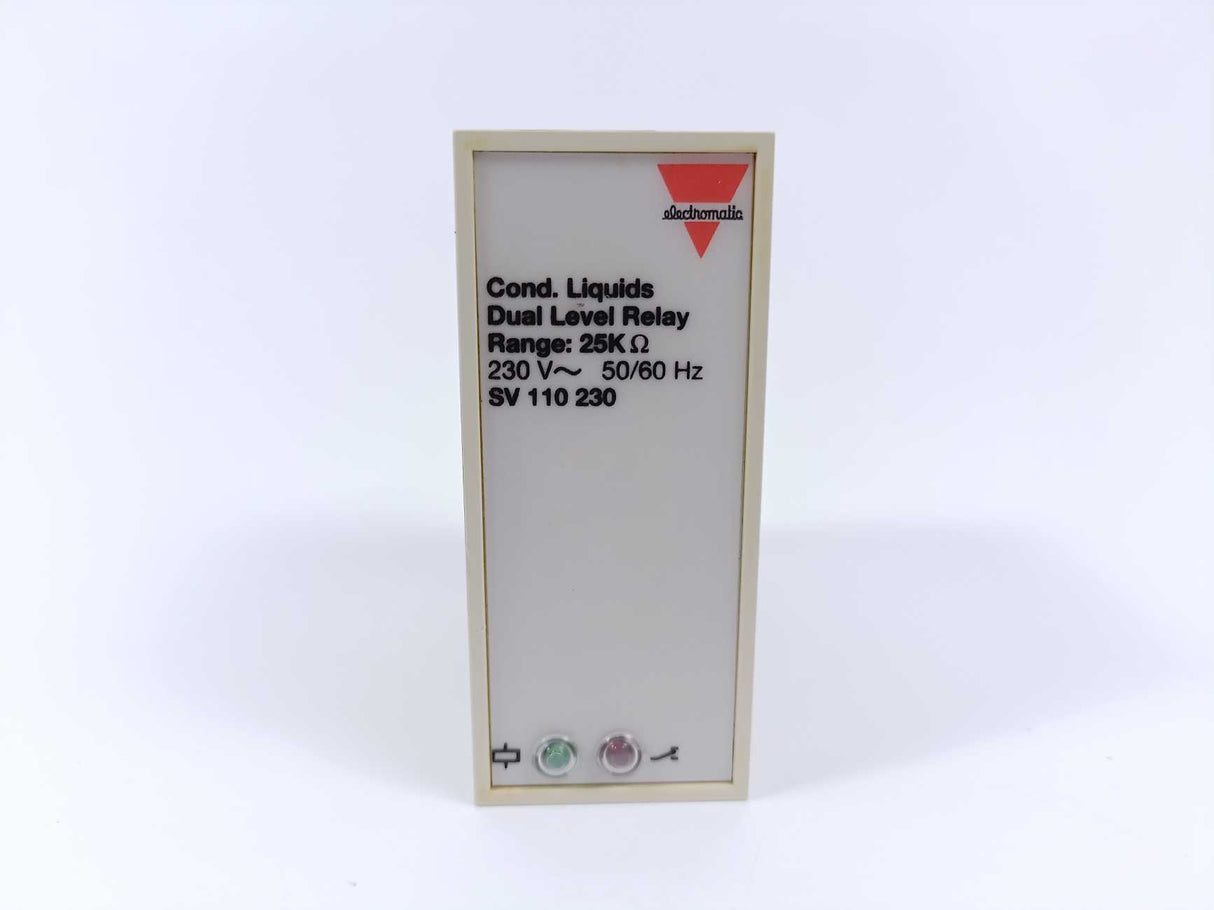 electromatic
Cond. Liquids
Dual Level Relay
Range: 25K Ω
230 V~ 50/60 Hz
SV 110 230